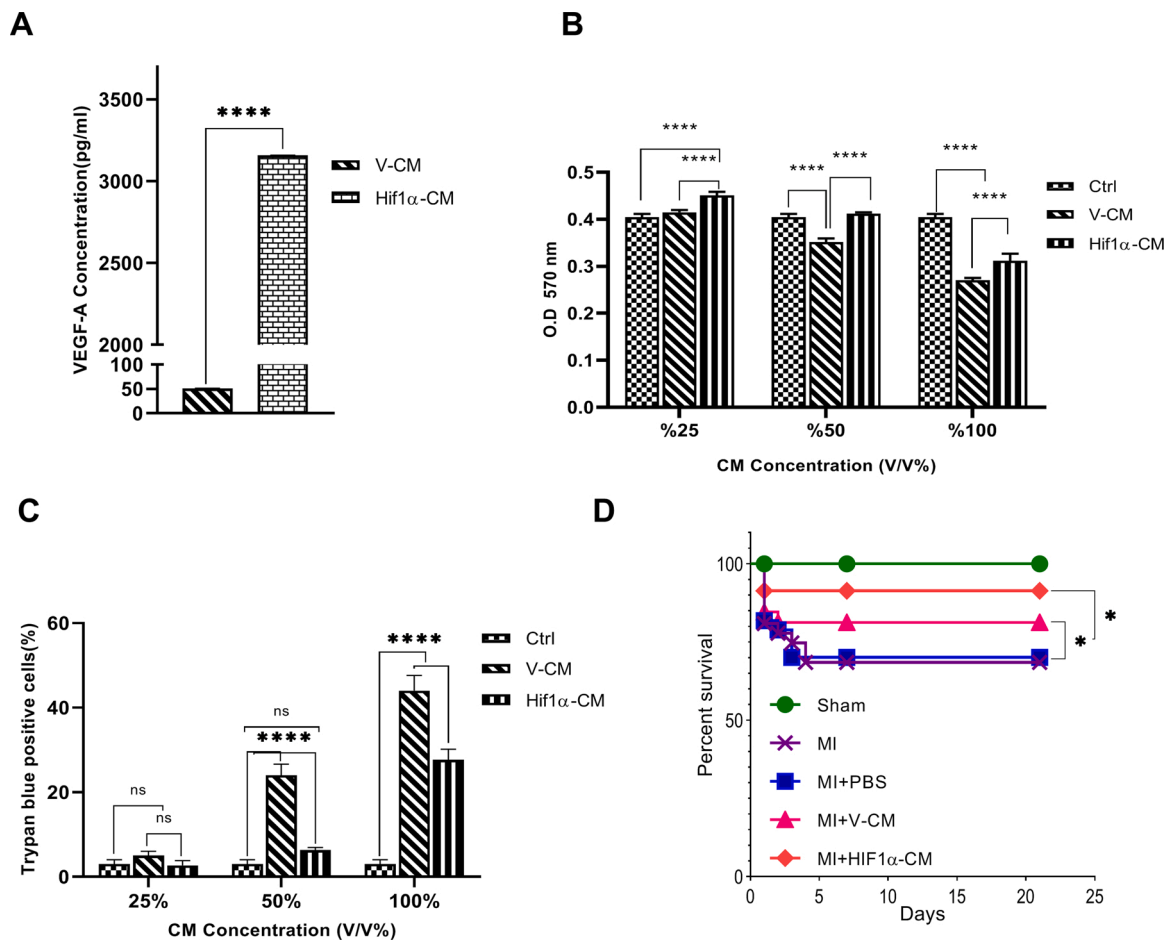 A
VEGF-A Concentration(pg/ml)
3500
3000
2500
2000
100
50
0
****
V-CM
Hif1α-CM
B
O.D 570 nm
0.5
0.4
0.3
0.2
0.1
0.0
****
****
****
****
****
****
%25
%50
%100
CM Concentration (V/V%)
Ctrl
V-CM
Hif1α-CM
C
Trypan blue positive cells(%)
60
40
20
0
ns
ns
ns
****
****
25%
50%
100%
CM Concentration (V/V%)
Ctrl
V-CM
Hif1α-CM
D
Percent survival
100
50
0
*
*
Sham
MI
MI+PBS
MI+V-CM
MI+HIF1α-CM
0
5
10
15
20
25
Days